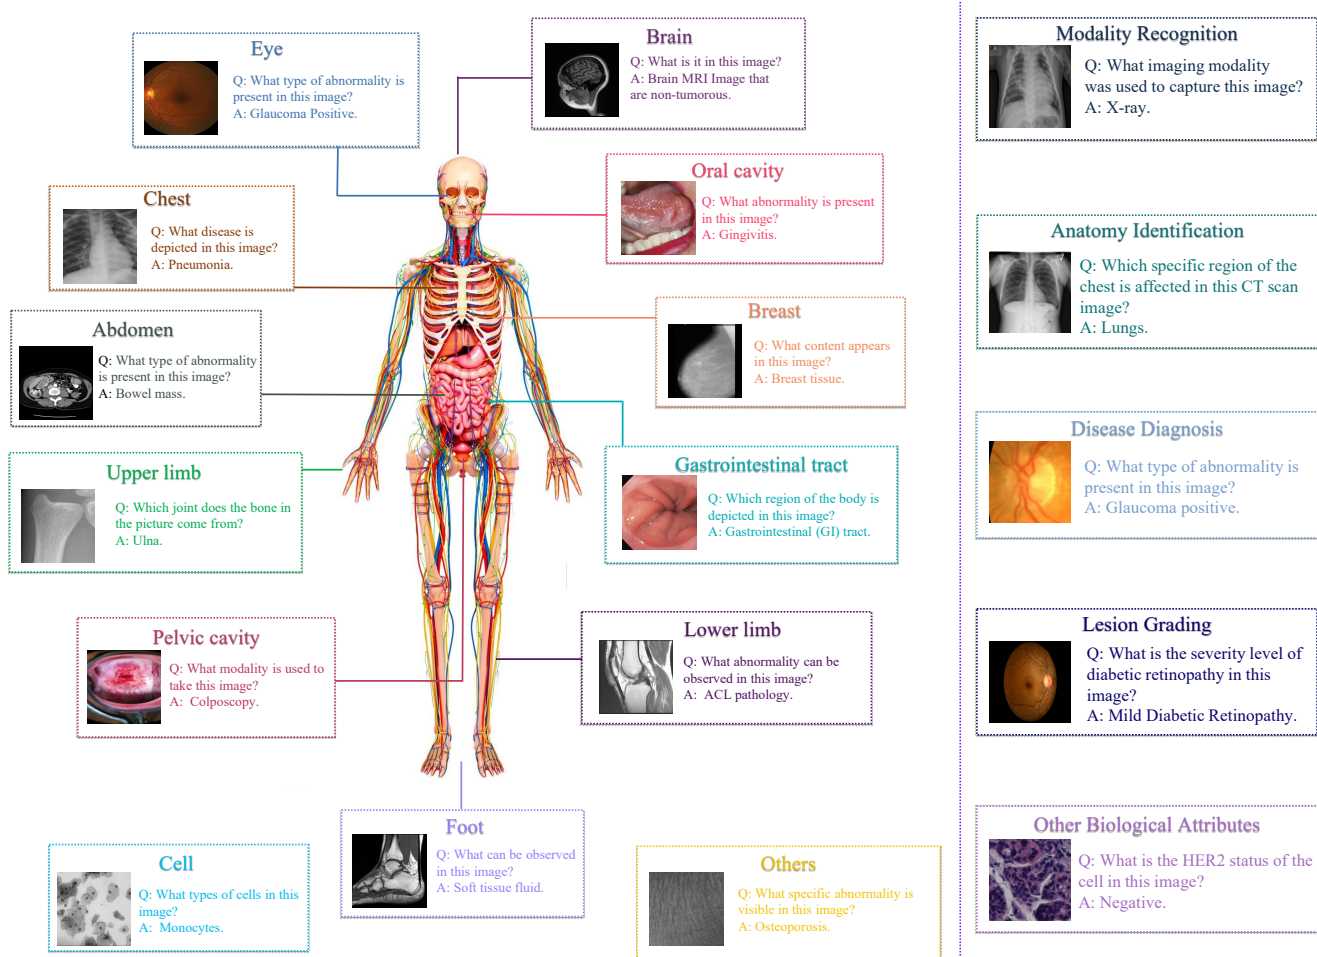 Eye
Q: What type of abnormality is
present in this image?
A: Glaucoma Positive.
Brain
Q: What is it in this image?
A: Brain MRI Image that
are non-tumorous.
Chest
Q: What disease is
depicted in this image?
A: Pneumonia.
Oral cavity
Q: What abnormality is present
in this image?
A: Gingivitis.
Abdomen
Q: What type of abnormality
is present in this image?
A: Bowel mass.
Breast
Q: What content appears
in this image?
A: Breast tissue.
Upper limb
Q: Which joint does the bone in
the picture come from?
A: Ulna.
Gastrointestinal tract
Q: Which region of the body is
depicted in this image?
A: Gastrointestinal (GI) tract.
Pelvic cavity
Q: What modality is used to
take this image?
A: Colposcopy.
Lower limb
Q: What abnormality can be
observed in this image?
A: ACL pathology.
Foot
Q: What can be observed
in this image?
A: Soft tissue fluid.
Cell
Q: What types of cells in this
image?
A: Monocytes.
Others
Q: What specific abnormality is
visible in this image?
A: Osteoporosis.
Modality Recognition
Q: What imaging modality
was used to capture this image?
A: X-ray.
Anatomy Identification
Q: Which specific region of the
chest is affected in this CT scan
image?
A: Lungs.
Disease Diagnosis
Q: What type of abnormality is
present in this image?
A: Glaucoma positive.
Lesion Grading
Q: What is the severity level of
diabetic retinopathy in this
image?
A: Mild Diabetic Retinopathy.
Other Biological Attributes
Q: What is the HER2 status of the
cell in this image?
A: Negative.